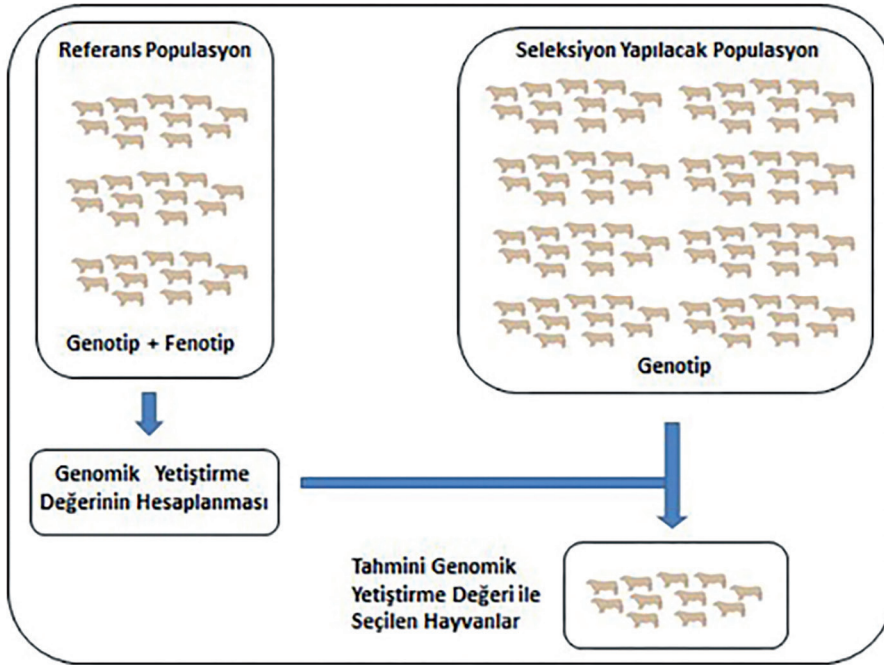 Referans Populasyon
Genotip + Fenotip
Seleksiyon Yapılacak Populasyon
Genotip
Genomik Yetiştirme
Değerinin Hesaplanması
Tahmini Genomik
Yetiştirme Değeri ile
Seçilen Hayvanlar